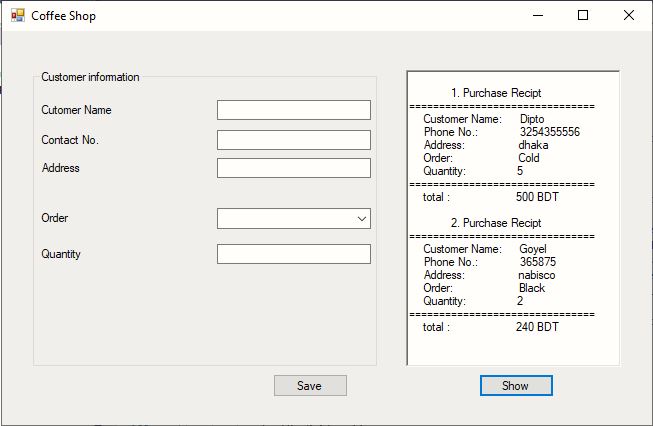 Coffee Shop
Customer information
Cutomer Name
Contact No.
Address
Order
Quantity
Save
1. Purchase Recipt
===============================
Customer Name: Dipto
Phone No.: 3254355556
Address: dhaka
Order: Cold
Quantity: 5
===============================
total : 500 BDT
2. Purchase Recipt
===============================
Customer Name: Goyel
Phone No.: 365875
Address: nabisco
Order: Black
Quantity: 2
===============================
total : 240 BDT
Show